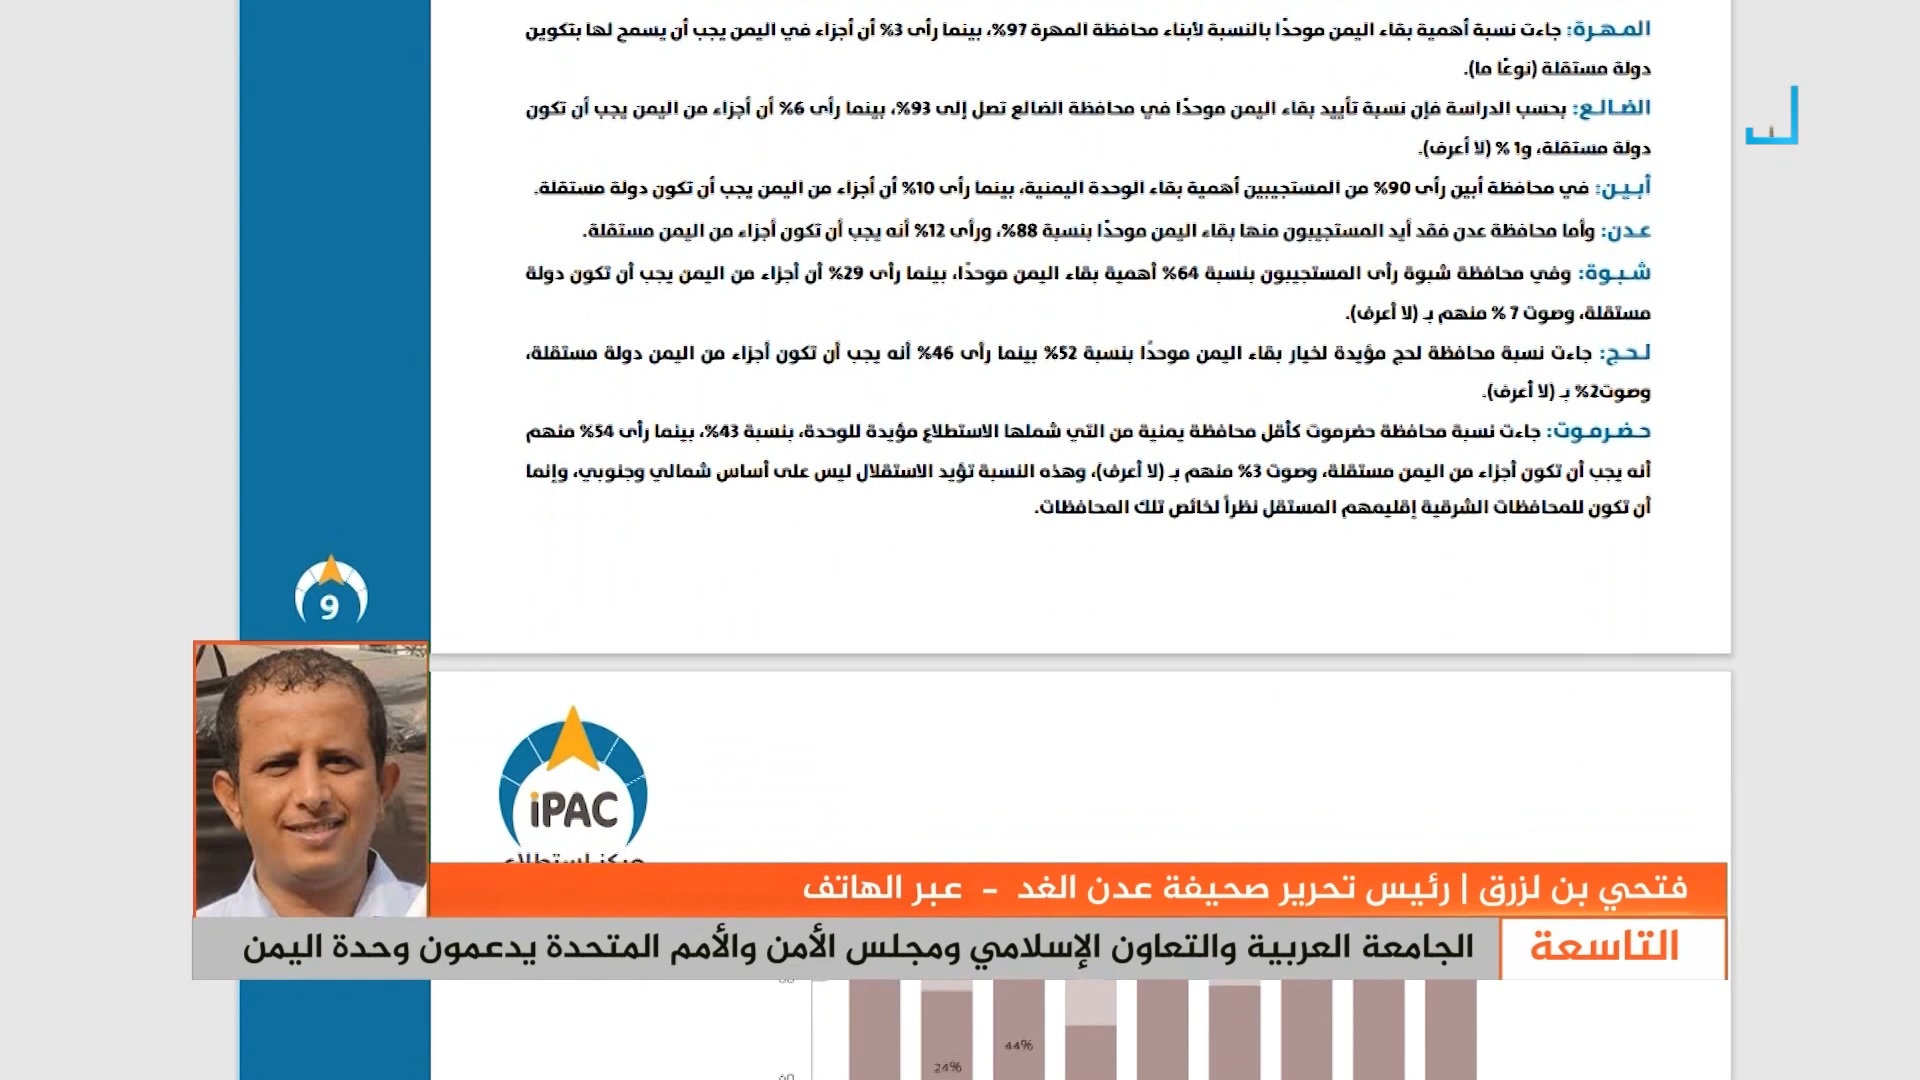 المهرة: جاءت نسبة أهمية بقاء اليمن موحدًا بالنسبة لأبناء محافظة المهرة 97%، بينما رأى 3% أن أجزاء في اليمن يجب أن يسمح لها بتكوين
دولة مستقلة (نوعًا ما).
الضالع: بحسب الدراسة فإن نسبة تأييد بقاء اليمن موحدًا في محافظة الضالع تصل إلى 93%، بينما رأى 6% أن أجزاء من اليمن يجب أن تكون
دولة مستقلة، و1 % (لا أعرف).
أبين: في محافظة أبين رأى 90% من المستجيبين أهمية بقاء الوحدة اليمنية، بينما رأى 10% أن أجزاء من اليمن يجب أن تكون دولة مستقلة.
عدن: وأما محافظة عدن فقد أيد المستجيبون منها بقاء اليمن موحدًا بنسبة 88%، ورأى 12% أنه يجب أن تكون أجزاء من اليمن مستقلة.
شبوة: وفي محافظة شبوة رأى المستجيبون بنسبة 64% أهمية بقاء اليمن موحدًا، بينما رأى 29% أن أجزاء من اليمن يجب أن تكون دولة
مستقلة، وصوت 7 % منهم بـ (لا أعرف).
لحج: جاءت نسبة محافظة لحج مؤيدة لخيار بقاء اليمن موحدًا بنسبة 52% بينما رأى 46% أنه يجب أن تكون أجزاء من اليمن دولة مستقلة،
وصوت2% بـ (لا أعرف).
حضرموت: جاءت نسبة محافظة حضرموت كأقل محافظة يمنية من التي شملها الاستطلاع مؤيدة للوحدة، بنسبة 43%، بينما رأى 54% منهم
أنه يجب أن تكون أجزاء من اليمن مستقلة، وصوت 3% منهم بـ (لا أعرف)، وهذه النسبة تؤيد الاستقلال ليس على أساس شمالي وجنوبي، وإنما
أن تكون للمحافظات الشرقية إقليمهم المستقل نظراً لخائص تلك المحافظات.
9
iPAC
مركز استطلاع
فتحي بن لزرق | رئيس تحرير صحيفة عدن الغد - عبر الهاتف
التاسعة
الجامعة العربية والتعاون الإسلامي ومجلس الأمن والأمم المتحدة يدعمون وحدة اليمن
44%
24%